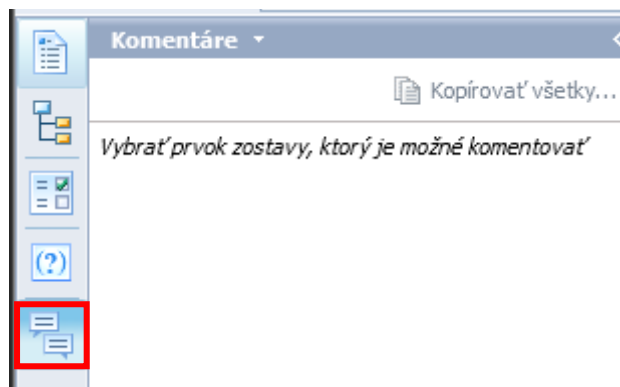 Komentáre
Kopírovať všetky...
Vybrať prvok zostavy, ktorý je možné komentovať
(?)